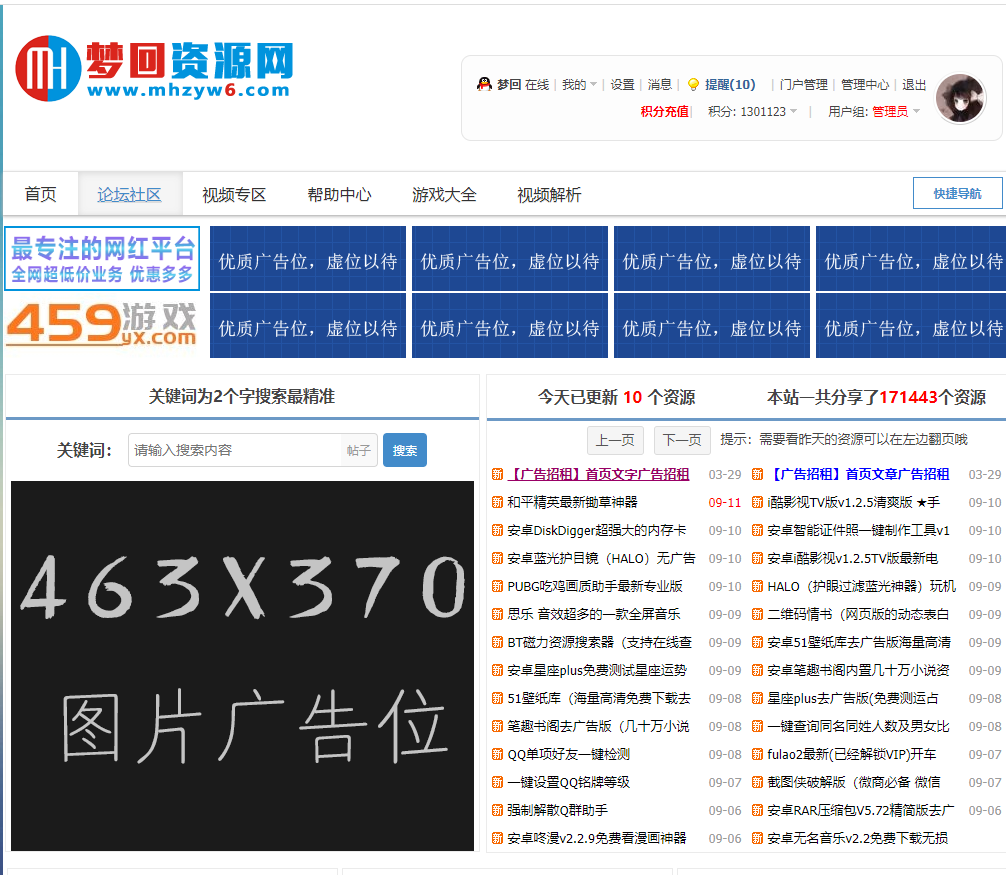 MH 梦回资源网
www.mhzyw6.com
梦回 在线 | 我的 | 设置 | 消息 | 提醒(10) | 门户管理 | 管理中心 | 退出
积分充值| 积分: 1301123 | 用户组: 管理员
首页 论坛社区 视频专区 帮助中心 游戏大全 视频解析 快捷导航
最专注的网红平台
全网超低价业务 优惠多多
优质广告位，虚位以待 优质广告位，虚位以待 优质广告位，虚位以待 优质广告位，虚位以待
459游戏
yx.com
优质广告位，虚位以待 优质广告位，虚位以待 优质广告位，虚位以待 优质广告位，虚位以待
关键词为2个字搜索最精准
关键词： 请输入搜索内容 帖子 搜索
463X370
图片广告位
今天已更新 10 个资源 本站一共分享了171443个资源
上一页 下一页 提示：需要看昨天的资源可以在左边翻页哦
新 【广告招租】首页文字广告招租 03-29 新 【广告招租】首页文章广告招租 03-29
新 和平精英最新锄草神器 09-11 新 i酷影视TV版v1.2.5清爽版 ★手 09-10
新 安卓DiskDigger超强大的内存卡 09-10 新 安卓智能证件照一键制作工具v1 09-10
新 安卓蓝光护目镜（HALO）无广告 09-10 新 安卓i酷影视v1.2.5TV版最新电 09-10
新 PUBG吃鸡画质助手最新专业版 09-10 新 HALO（护眼过滤蓝光神器）玩机 09-09
新 思乐 音效超多的一款全屏音乐 09-09 新 二维码情书（网页版的动态表白 09-09
新 BT磁力资源搜索器（支持在线查 09-09 新 安卓51壁纸库去广告版海量高清 09-09
新 安卓星座plus免费测试星座运势 09-09 新 安卓笔趣书阁内置几十万小说资 09-09
新 51壁纸库（海量高清免费下载去 09-08 新 星座plus去广告版(免费测运占 09-08
新 笔趣书阁去广告版（几十万小说 09-08 新 一键查询同名同姓人数及男女比 09-08
新 QQ单项好友一键检测 09-08 新 fulao2最新(已经解锁VIP)开车 09-07
新 一键设置QQ铭牌等级 09-07 新 截图侠破解版（微商必备 微信 09-07
新 强制解散Q群助手 09-06 新 安卓RAR压缩包V5.72精简版去广 09-06
新 安卓咚漫v2.2.9免费看漫画神器 09-06 新 安卓无名音乐v2.2免费下载无损